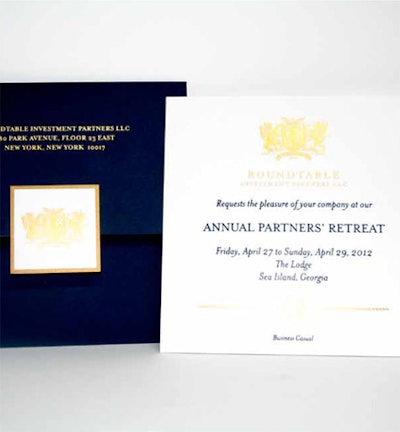 NDTABLE INVESTMENT PARTNERS LLC
80 PARK AVENUE, FLOOR 23 EAST
NEW YORK, NEW YORK 10017
ROUNDTABLE
INVESTMENT PARTNERS LLC
Requests the pleasure of your company at our
ANNUAL PARTNERS' RETREAT
Friday, April 27 to Sunday, April 29, 2012
The Lodge
Sea Island, Georgia
Business Casual